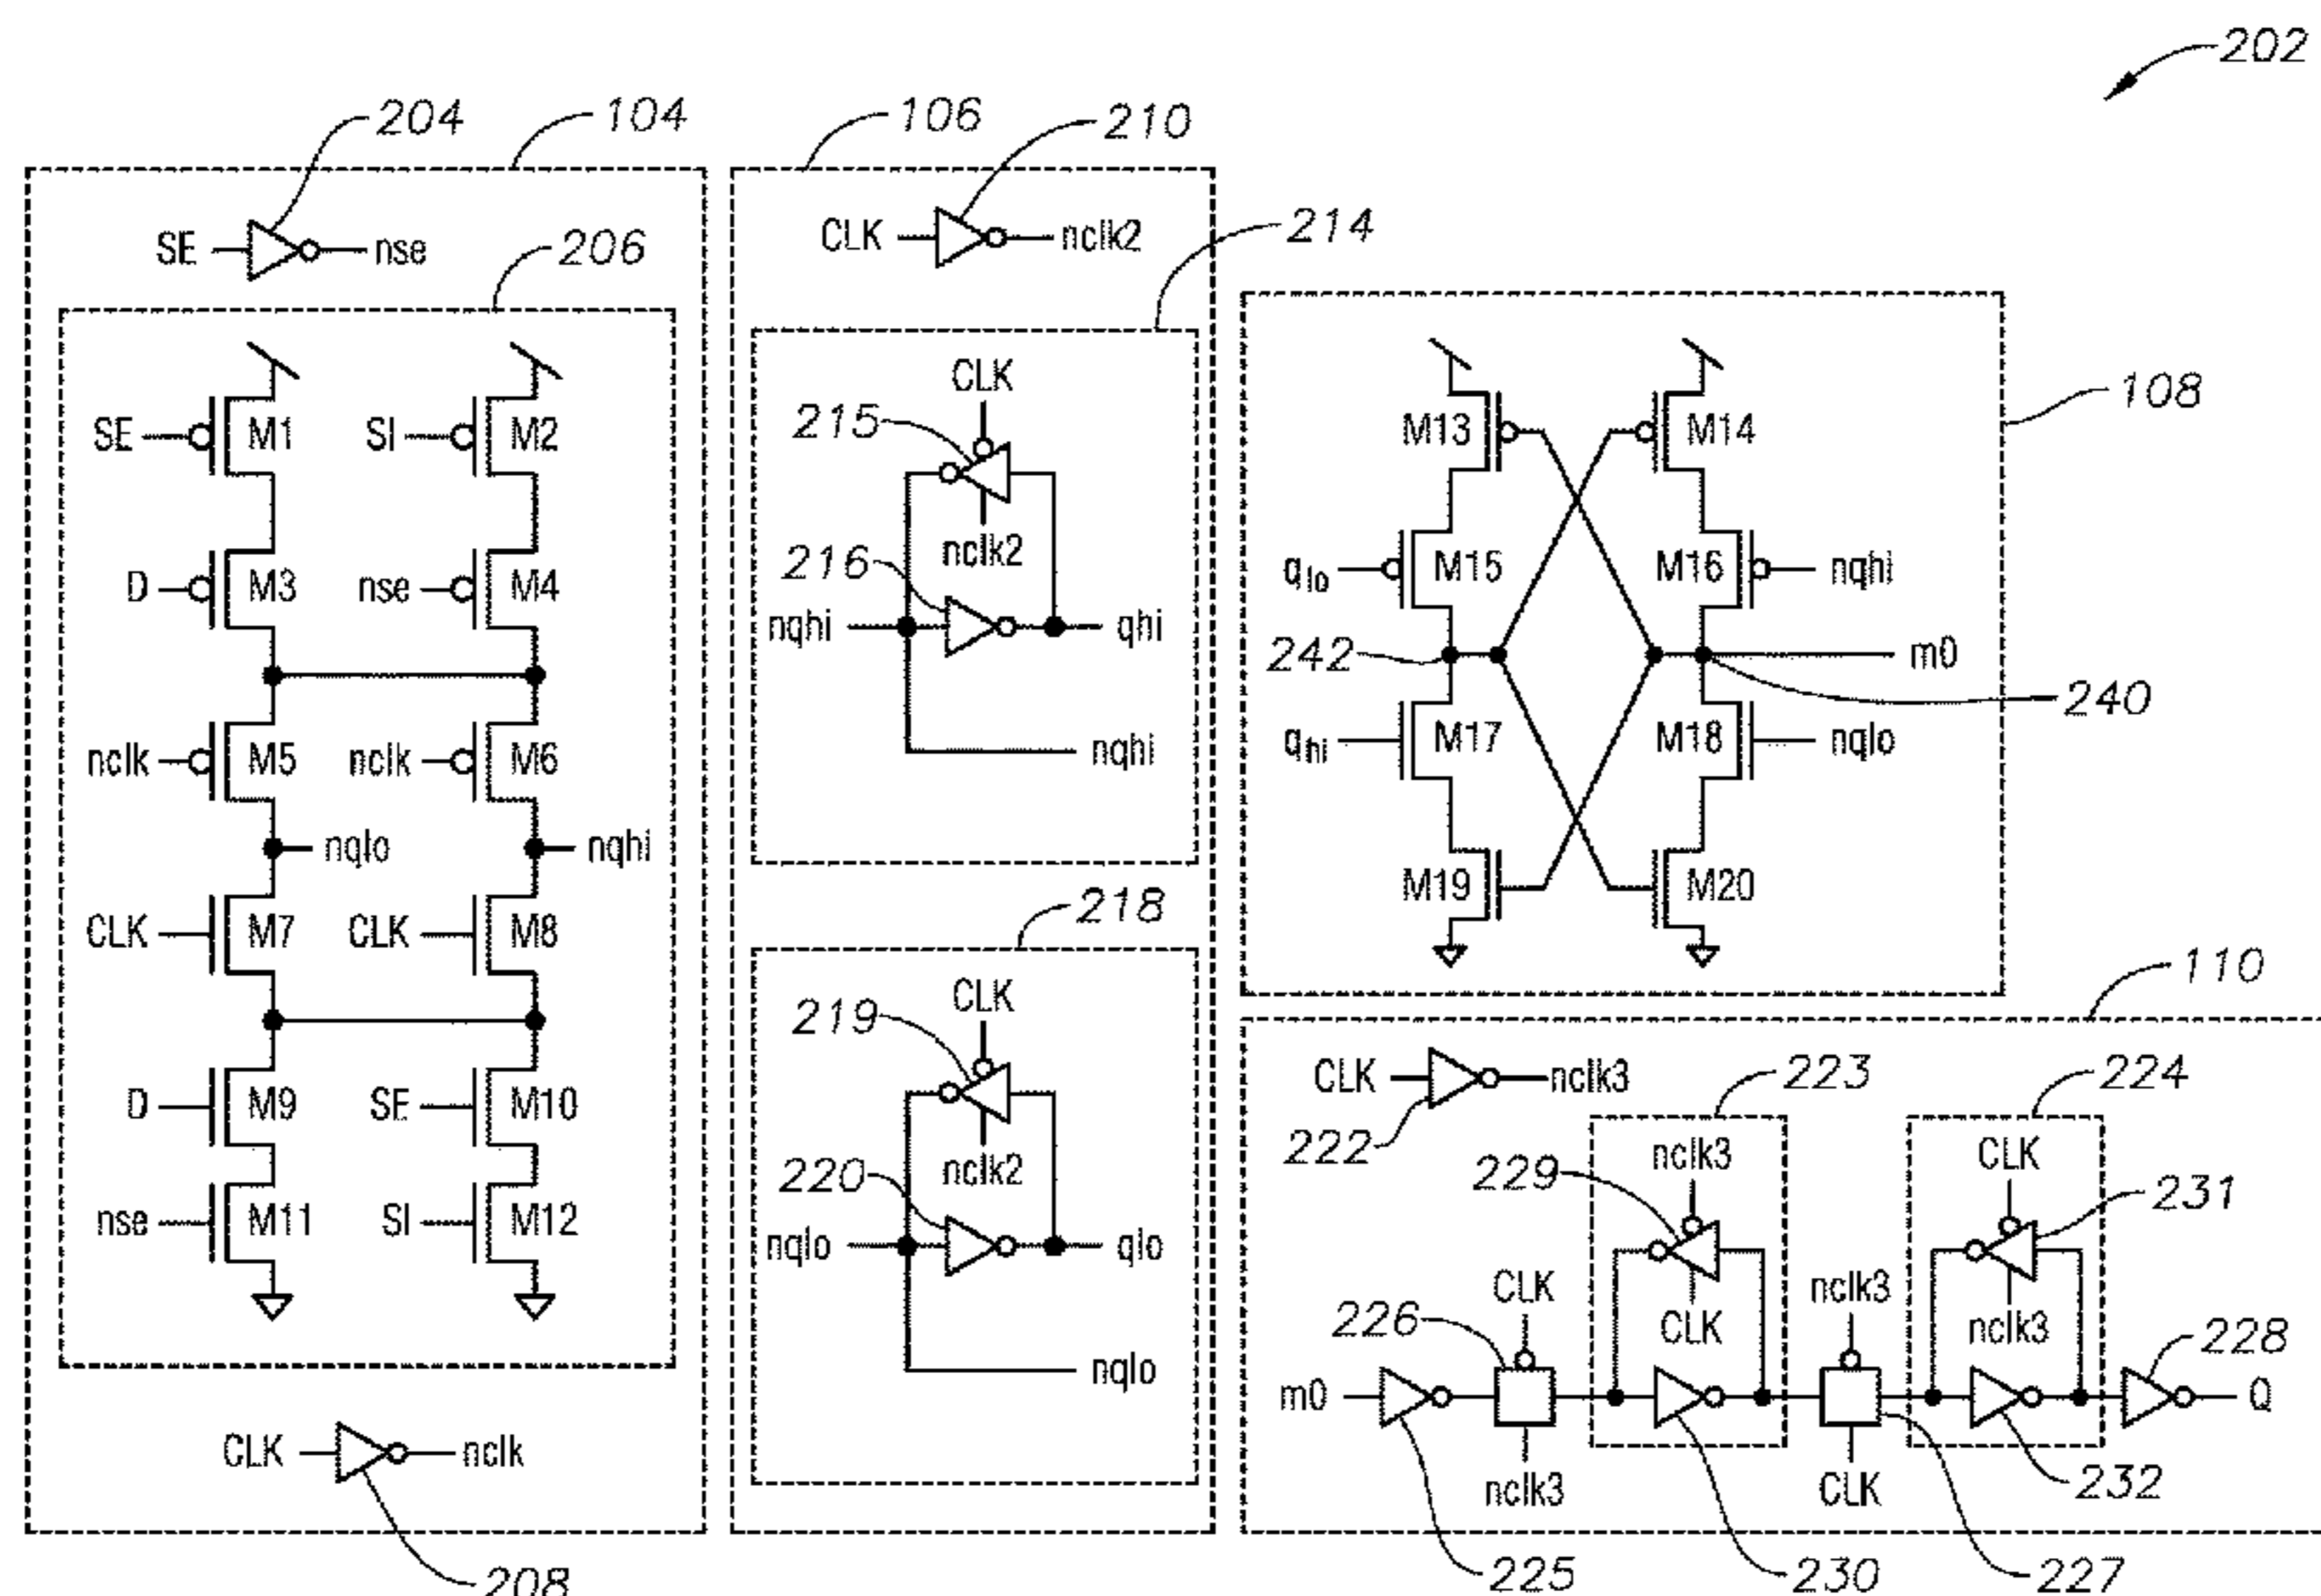 202
204
104
106
210
SE
nse
206
CLK
nclk2
214
SE
M1
SI
M2
D
M3
nse
M4
nclk
M5
nclk
M6
nqlo
nqhi
CLK
M7
CLK
M8
D
M9
SE
M10
nse
M11
SI
M12
CLK
nclk
208
CLK
215
nclk2
216
nqhi
qhi
nqhi
218
CLK
219
nclk2
220
nqlo
qlo
nqlo
108
M13
M14
qlo
M15
M16
nqhi
242
m0
240
qhi
M17
M18
nqlo
M19
M20
110
CLK
nclk3
222
223
224
nclk3
229
CLK
CLK
231
nclk3
226
CLK
nclk3
nclk3
CLK
228
m0
Q
232
225
230
227